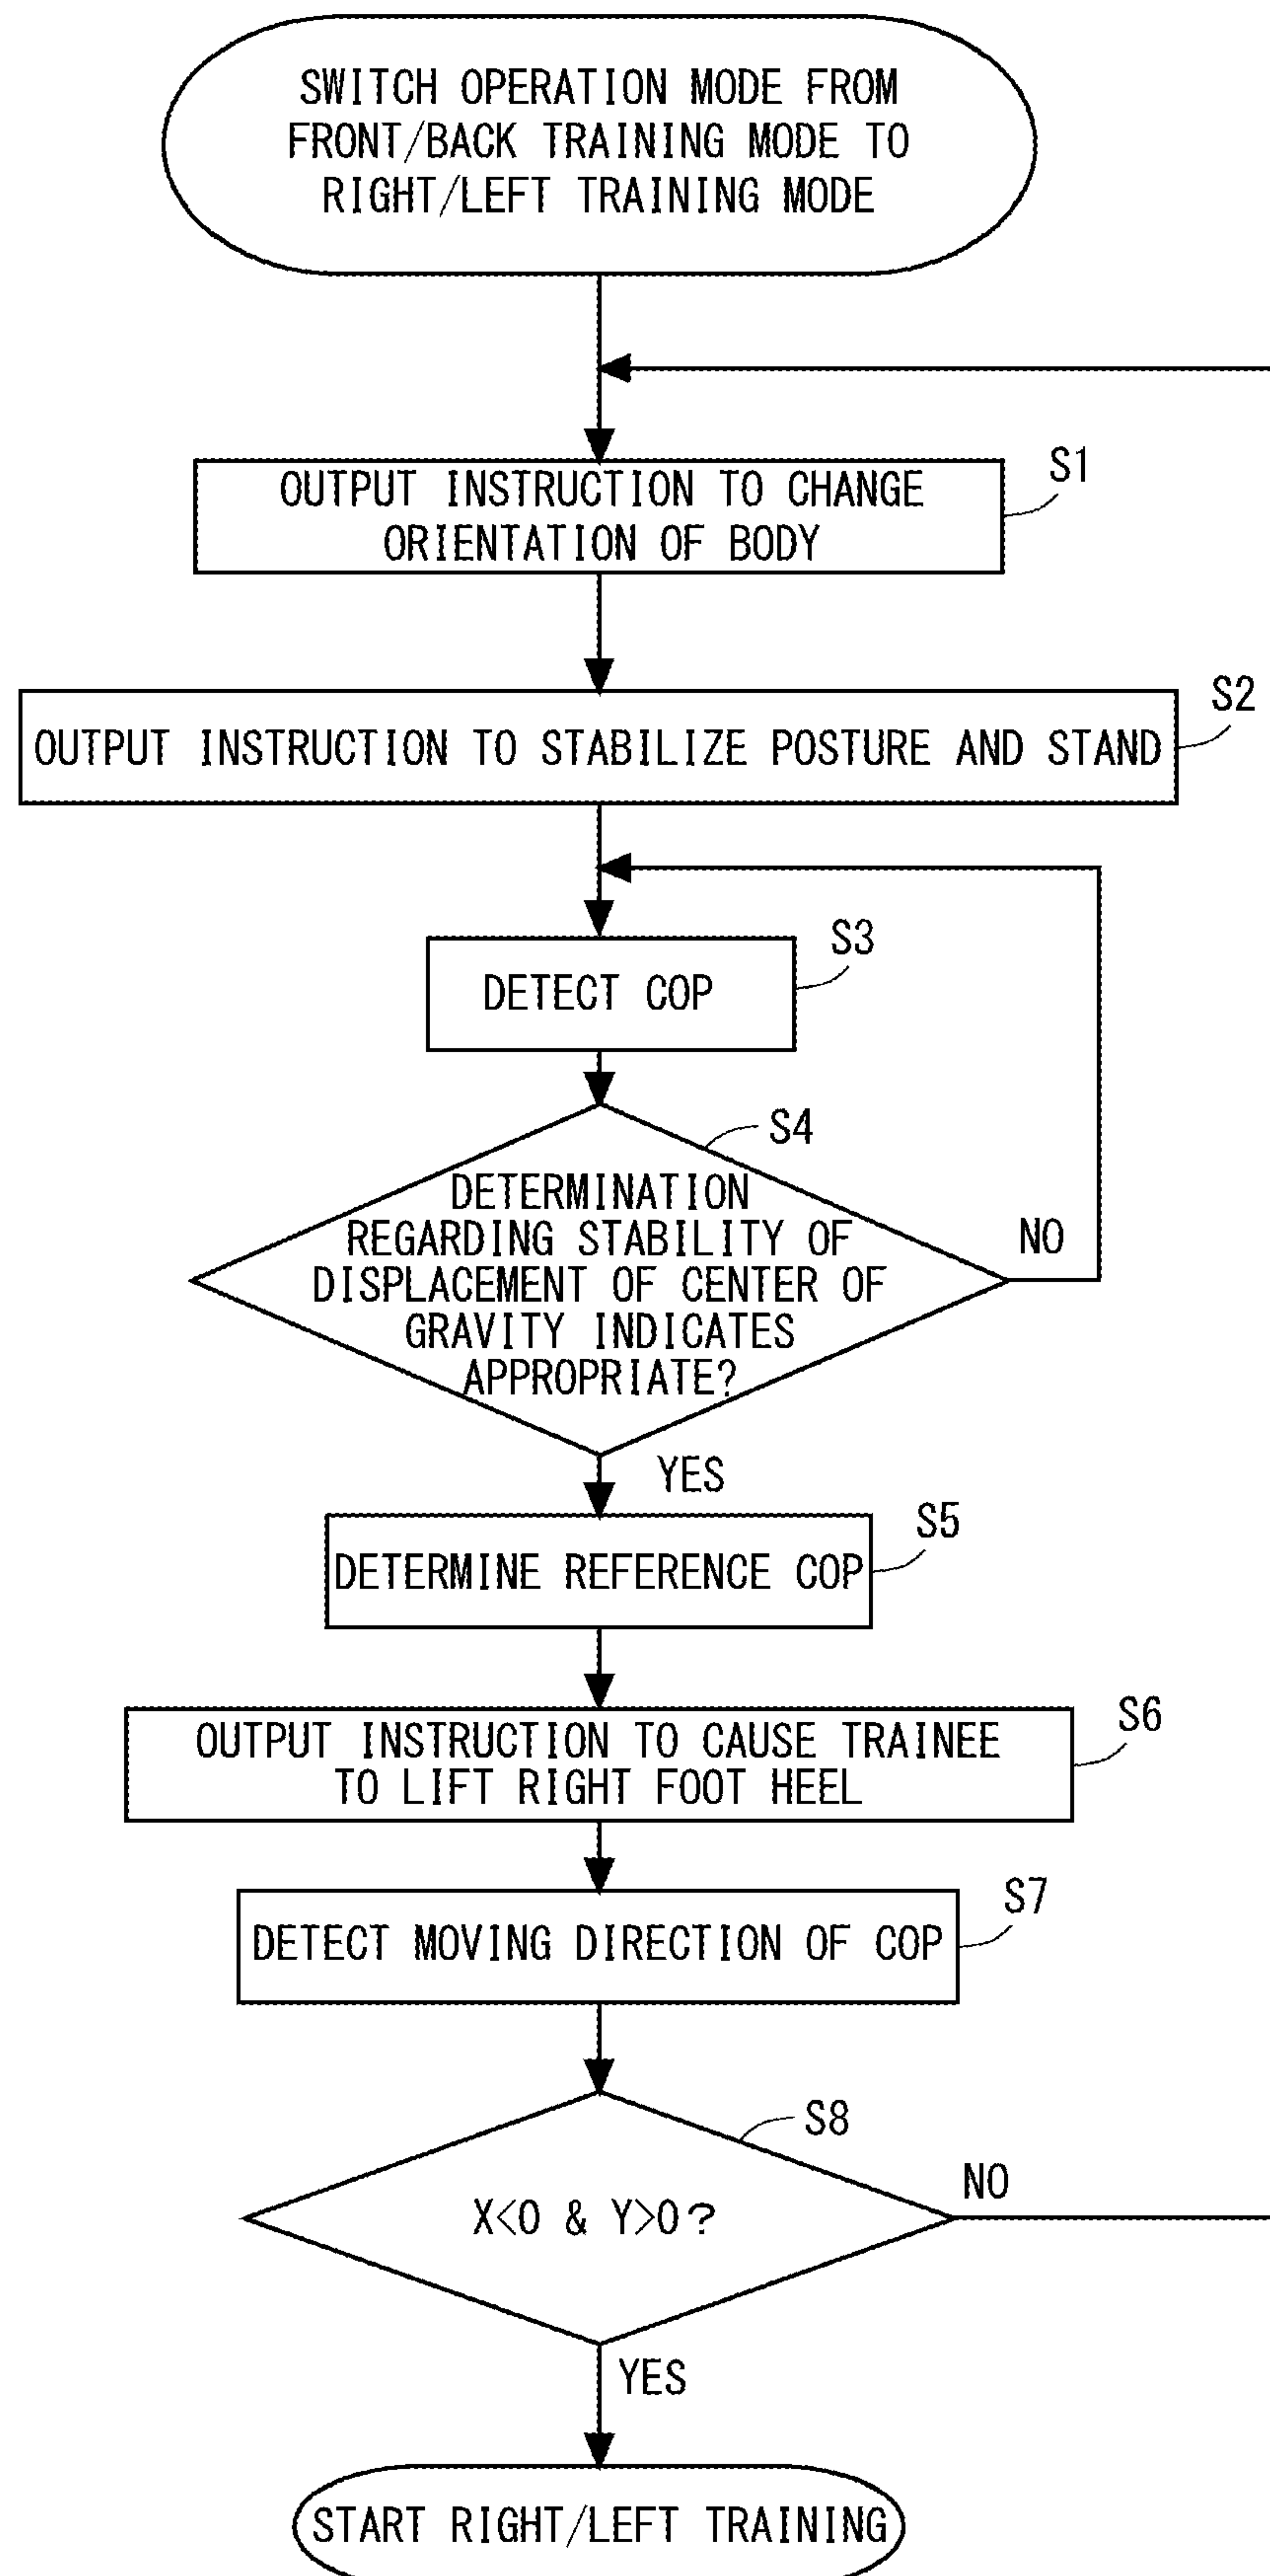 SWITCH OPERATION MODE FROM
FRONT/BACK TRAINING MODE TO
RIGHT/LEFT TRAINING MODE
S1
OUTPUT INSTRUCTION TO CHANGE
ORIENTATION OF BODY
S2
OUTPUT INSTRUCTION TO STABILIZE POSTURE AND STAND
S3
DETECT COP
S4
DETERMINATION
REGARDING STABILITY OF
DISPLACEMENT OF CENTER OF
GRAVITY INDICATES
APPROPRIATE?
NO
YES
S5
DETERMINE REFERENCE COP
S6
OUTPUT INSTRUCTION TO CAUSE TRAINEE
TO LIFT RIGHT FOOT HEEL
S7
DETECT MOVING DIRECTION OF COP
S8
X<0 & Y>0?
NO
YES
START RIGHT/LEFT TRAINING